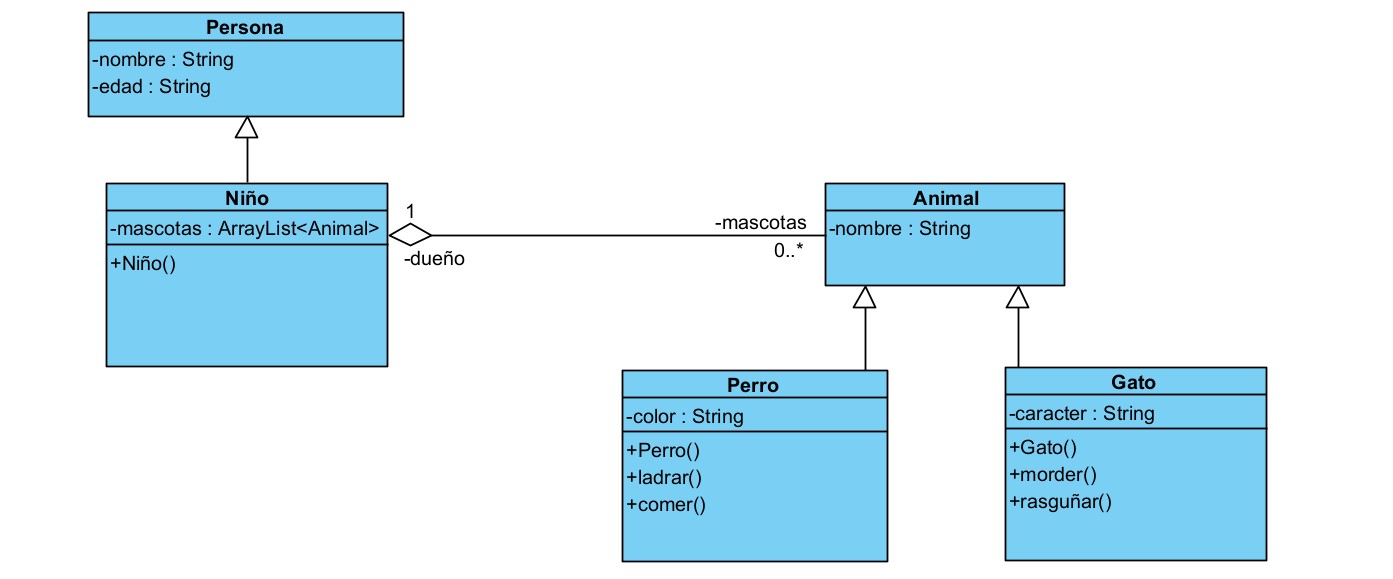 Persona
-nombre : String
-edad : String
Niño
-mascotas : ArrayList<Animal>
+Niño()
1
-dueño
-mascotas
0..*
Animal
-nombre : String
Perro
-color : String
+Perro()
+ladrar()
+comer()
Gato
-caracter : String
+Gato()
+morder()
+rasguñar()